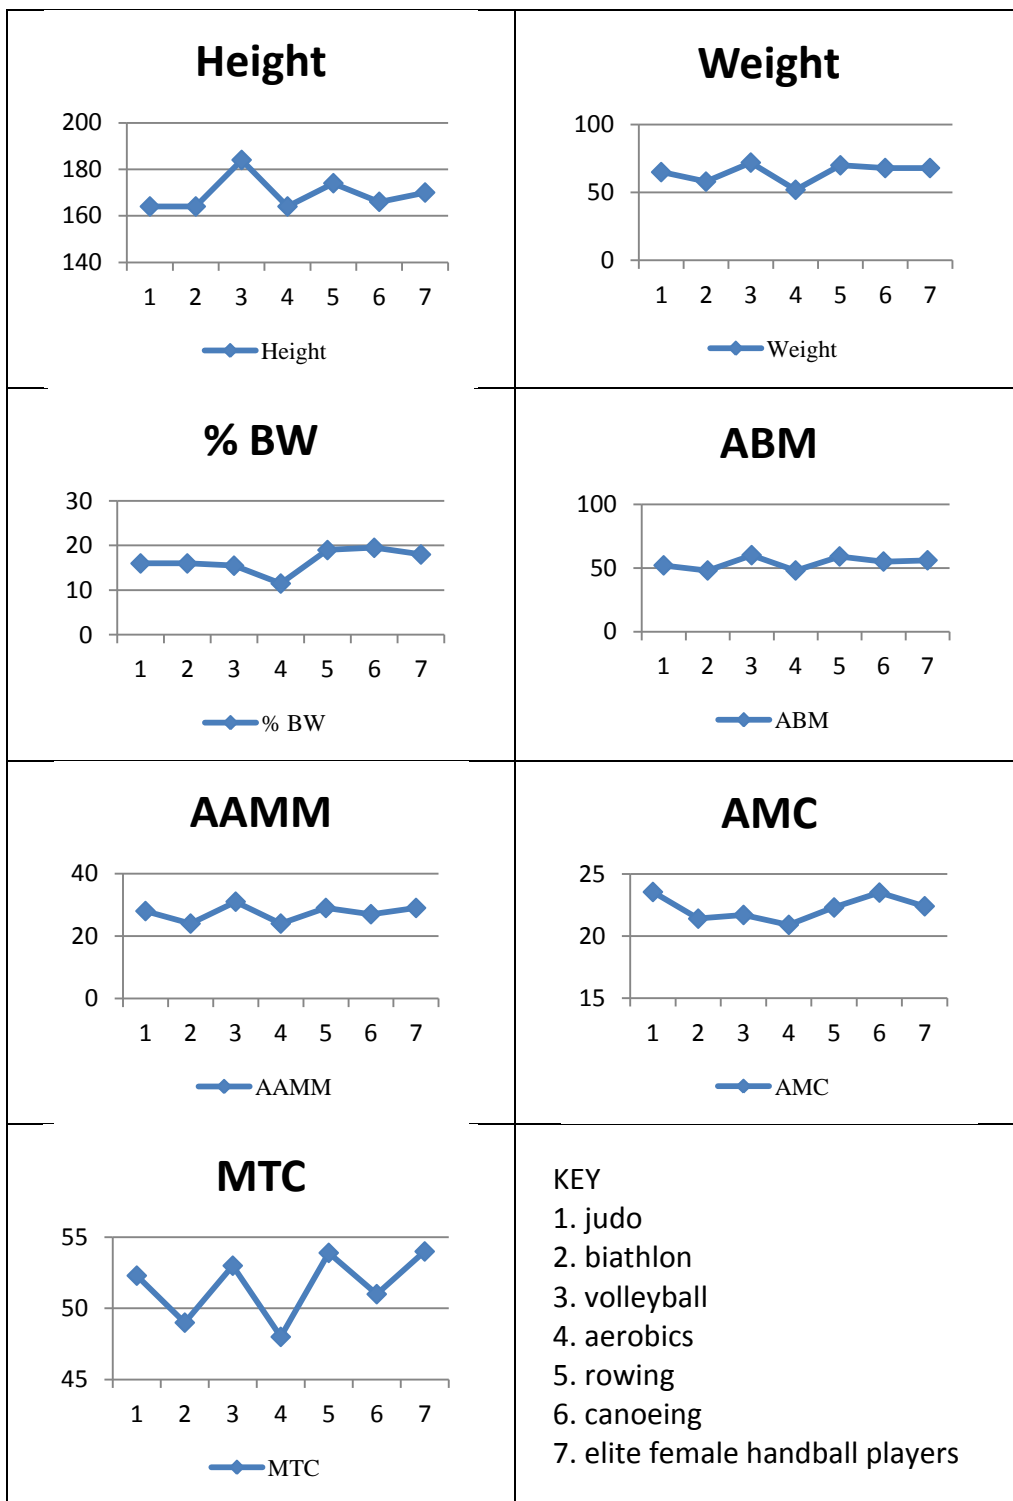 Height
200
180
160
140
1 2 3 4 5 6 7
Height
Weight
100
50
0
1 2 3 4 5 6 7
Weight
% BW
30
20
10
0
1 2 3 4 5 6 7
% BW
ABM
100
50
0
1 2 3 4 5 6 7
ABM
AAMM
40
20
0
1 2 3 4 5 6 7
AAMM
AMC
25
20
15
1 2 3 4 5 6 7
AMC
MTC
55
50
45
1 2 3 4 5 6 7
MTC
KEY
1. judo
2. biathlon
3. volleyball
4. aerobics
5. rowing
6. canoeing
7. elite female handball players